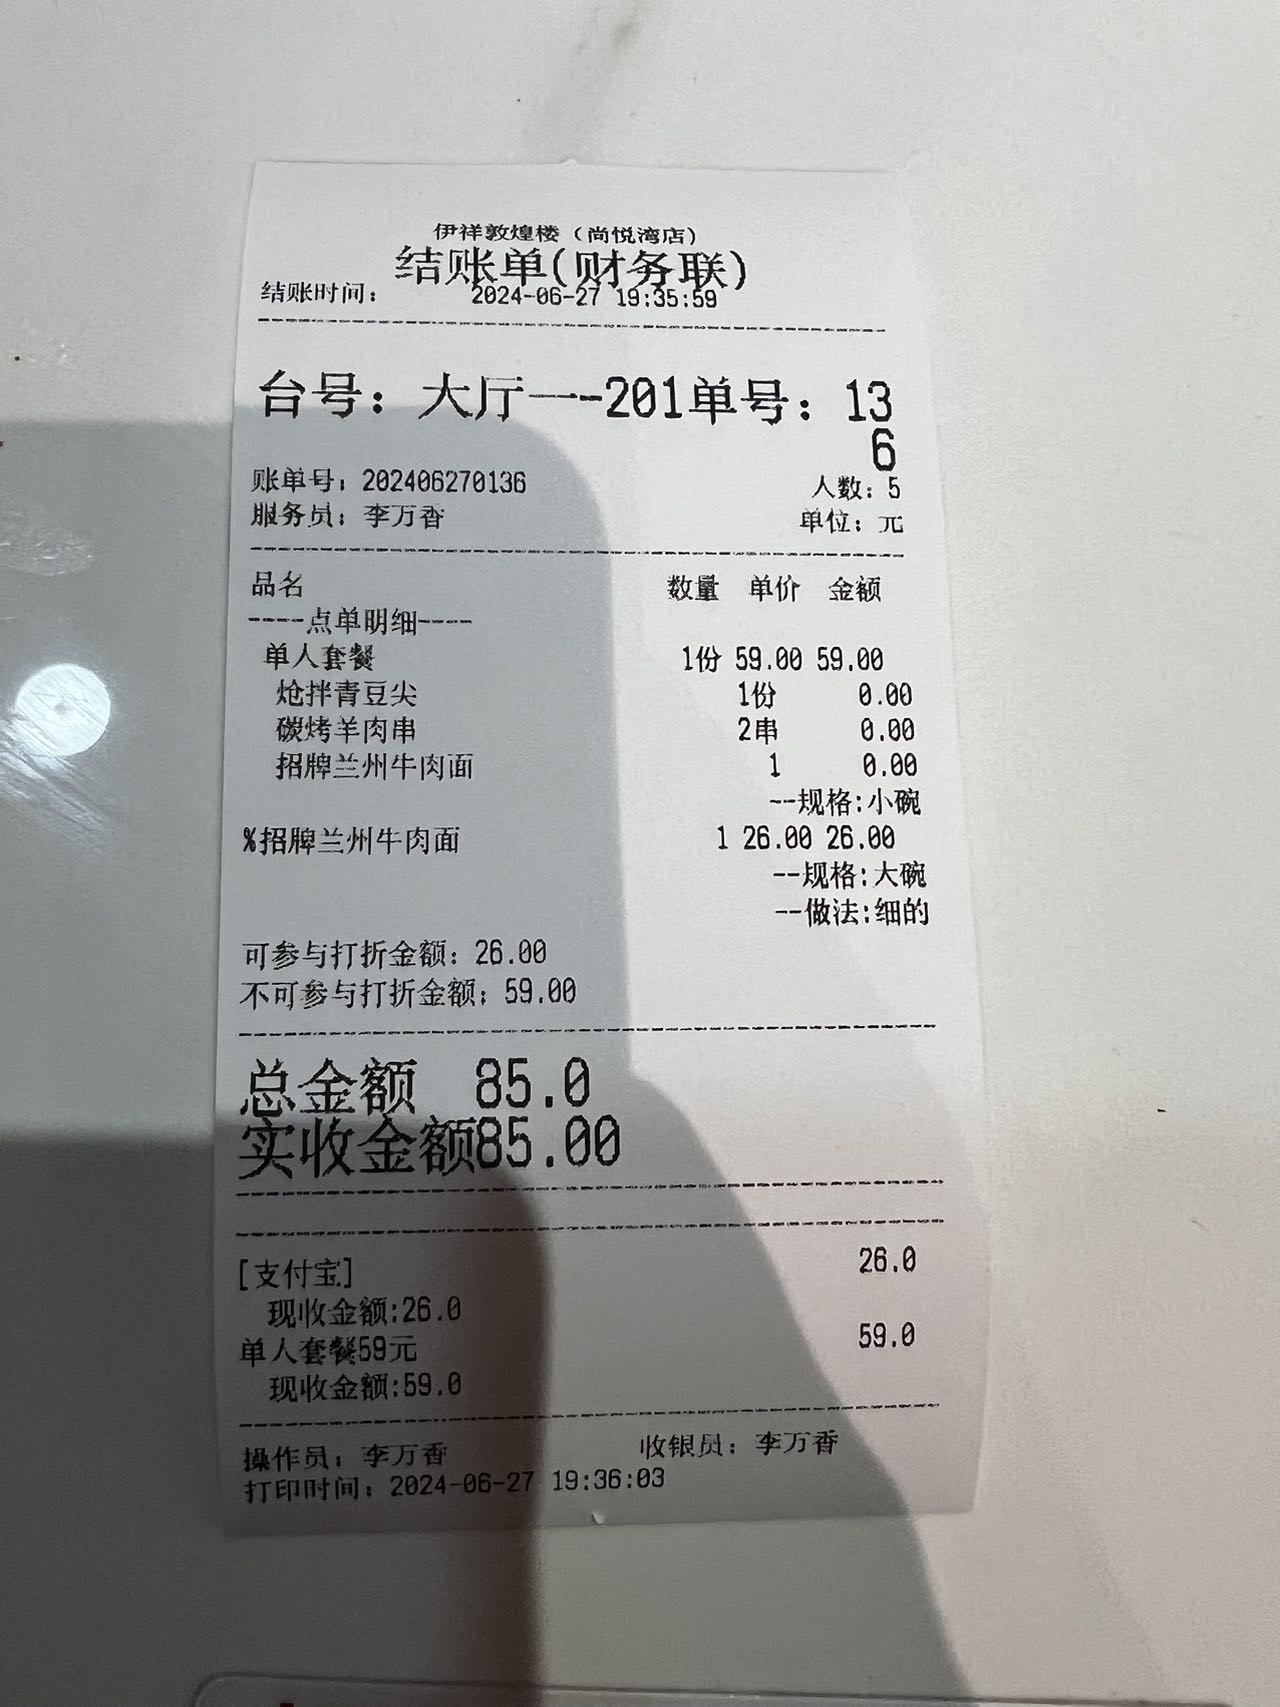 伊祥敦煌楼（尚悦湾店）
结账单(财务联)
结账时间： 2024-06-27 19:35:59
台号：大厅一-201单号：13
6
账单号：202406270136 人数：5
服务员：李万香 单位：元
品名 数量 单价 金额
----点单明细----
单人套餐 1份 59.00 59.00
炝拌青豆尖 1份 0.00
碳烤羊肉串 2串 0.00
招牌兰州牛肉面 1 0.00
--规格:小碗
%招牌兰州牛肉面 1 26.00 26.00
--规格:大碗
--做法:细的
可参与打折金额：26.00
不可参与打折金额：59.00
总金额 85.0
实收金额85.00
[支付宝] 26.0
现收金额:26.0
单人套餐59元 59.0
现收金额:59.0
操作员：李万香 收银员：李万香
打印时间：2024-06-27 19:36:03